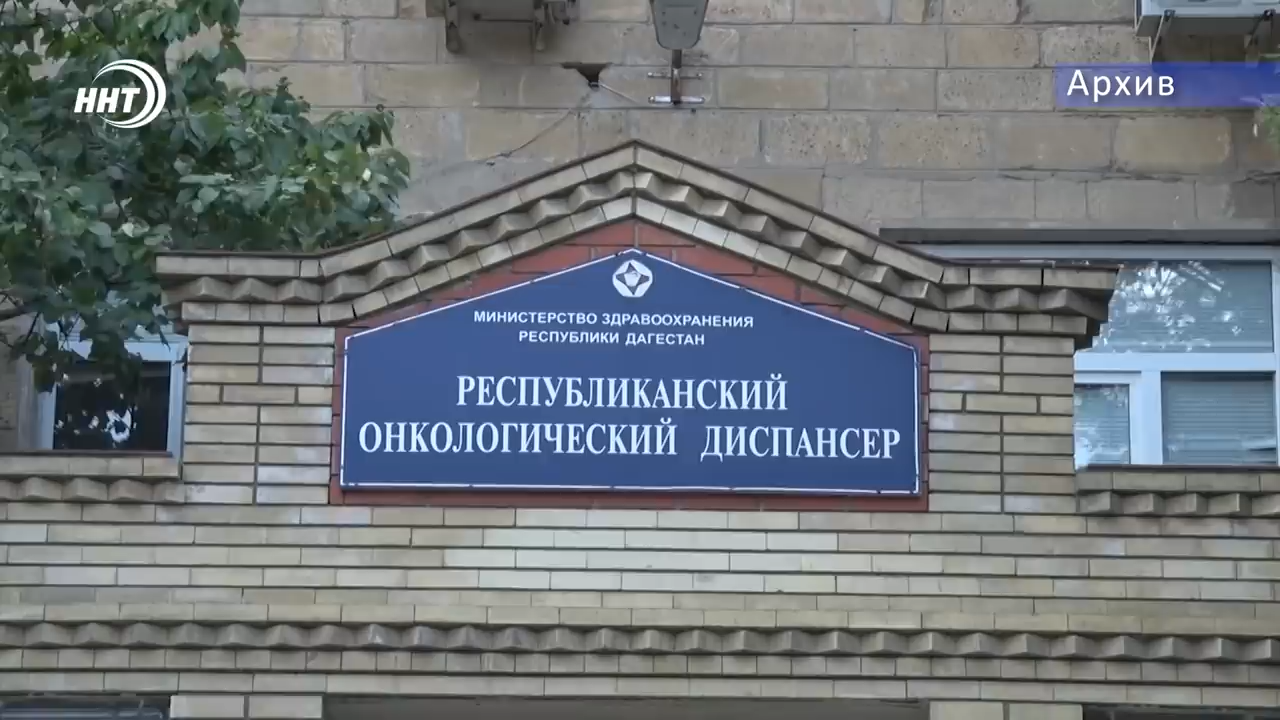 ННТ
Архив
МИНИСТЕРСТВО ЗДРАВООХРАНЕНИЯ
РЕСПУБЛИКИ ДАГЕСТАН
РЕСПУБЛИКАНСКИЙ
ОНКОЛОГИЧЕСКИЙ ДИСПАНСЕР